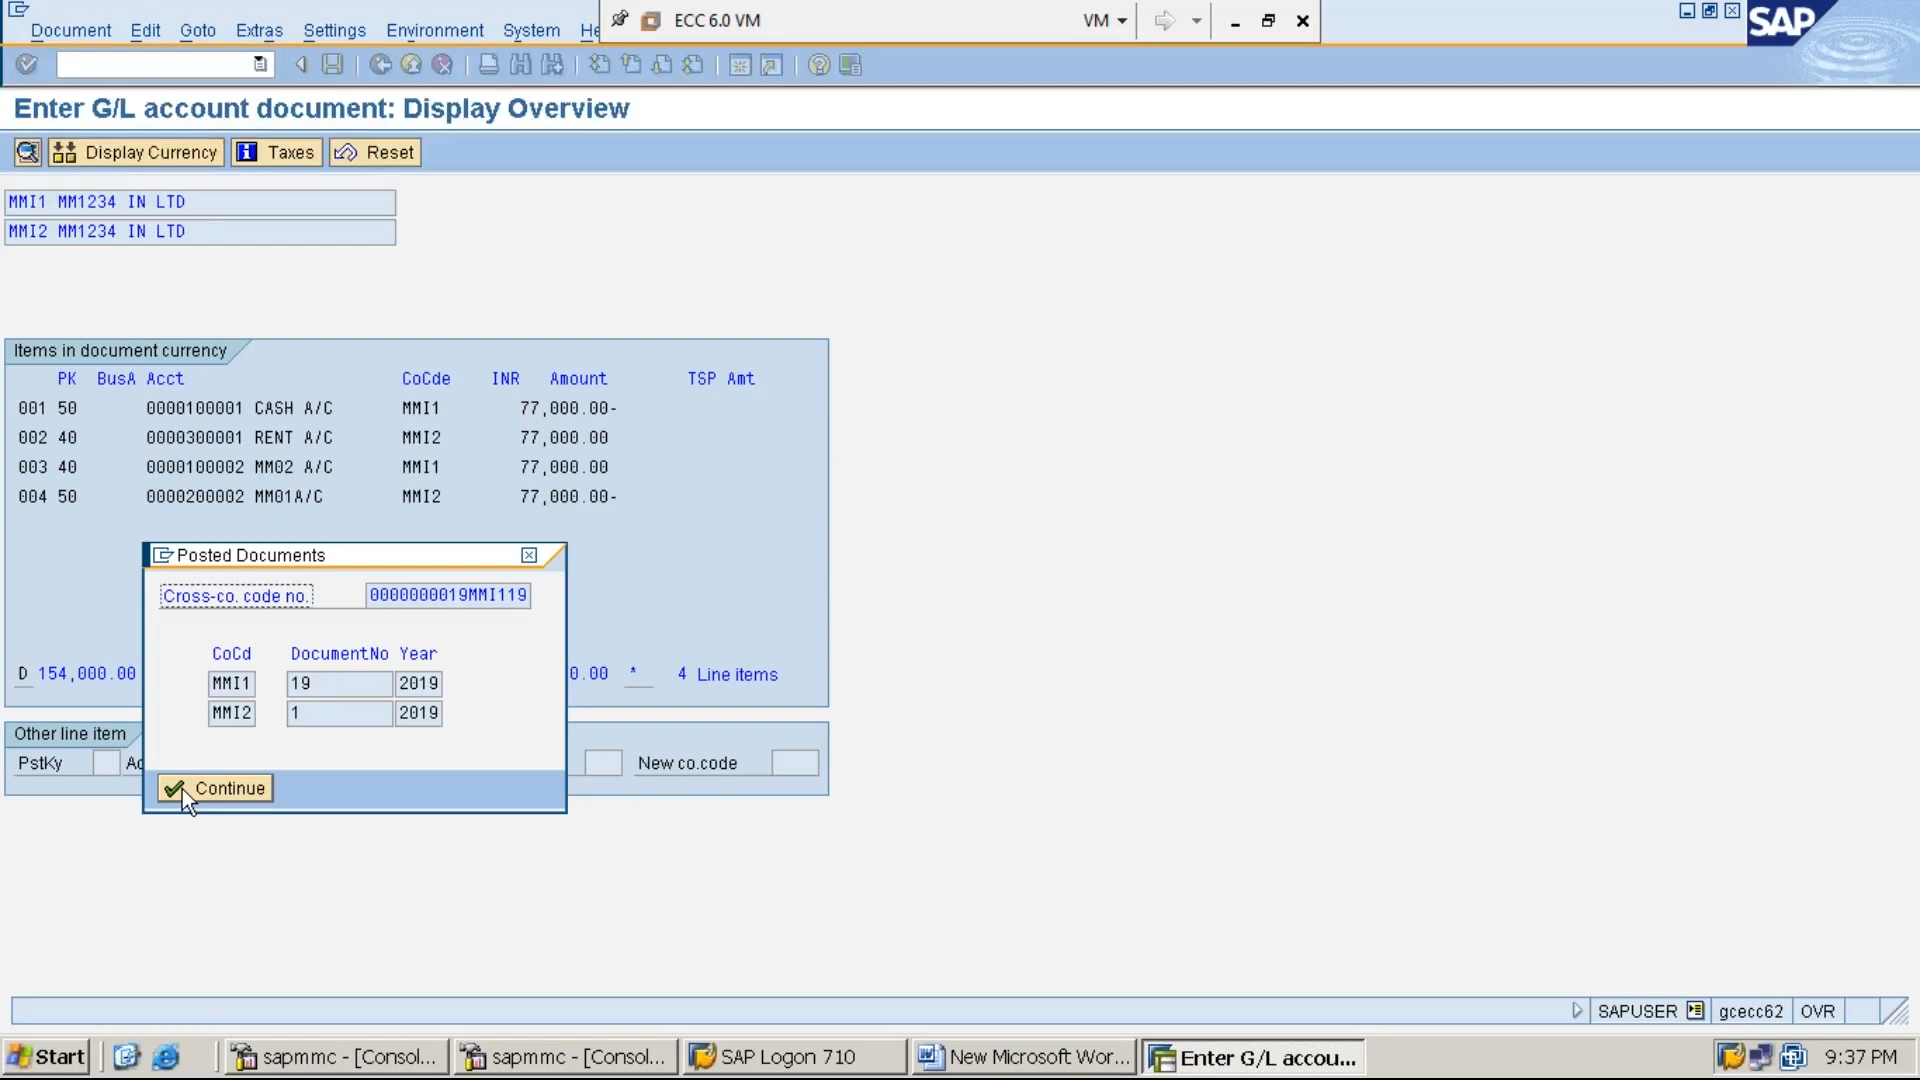 ECC 6.0 VM
VM
Document Edit Goto Extras Settings Environment System He
SAP
Enter G/L account document: Display Overview
Display Currency Taxes Reset
MMI1 MM1234 IN LTD
MMI2 MM1234 IN LTD
Items in document currency
PK BusA Acct CoCde INR Amount TSP Amt
001 50 0000100001 CASH A/C MMI1 77,000.00-
002 40 0000300001 RENT A/C MMI2 77,000.00
003 40 0000100002 MM02 A/C MMI1 77,000.00
004 50 0000200002 MM01A/C MMI2 77,000.00-
Posted Documents
Cross-co. code no. 0000000019MMI119
CoCd DocumentNo Year
MMI1 19 2019
MMI2 1 2019
D 154,000.00 0.00 * 4 Line items
Other line item
PstKy Ac New co.code
Continue
SAPUSER gcecc62 OVR
Start sapmmc - [Consol... sapmmc - [Consol... SAP Logon 710 New Microsoft Wor... Enter G/L accou... 9:37 PM